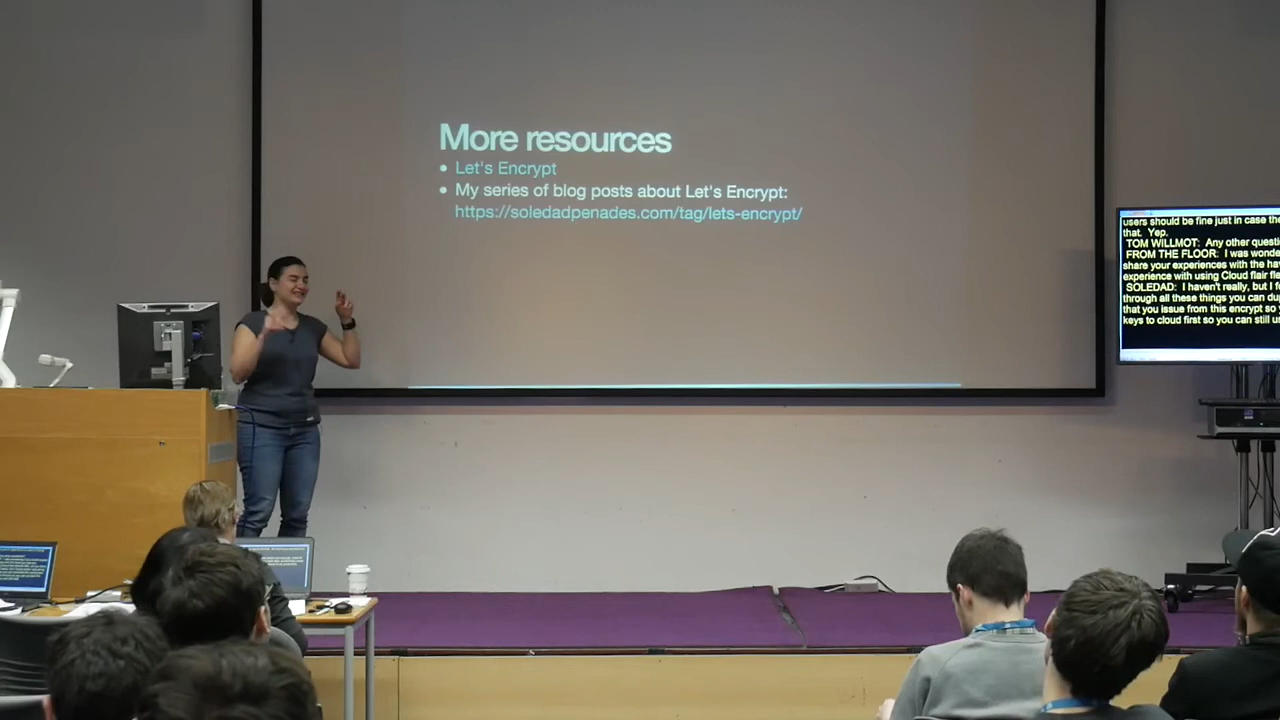 More resources
Let's Encrypt
My series of blog posts about Let's Encrypt:
https://soledadpenades.com/tag/lets-encrypt/
users should be fine just in case the
that. Yep.
TOM WILLMOT: Any other questi
FROM THE FLOOR: I was wonde
share your experiences with the hav
experience with using Cloud flair fle
SOLEDAD: I haven't really, but I f
through all these things you can du
that you issue from this encrypt so y
keys to cloud first so you can still u